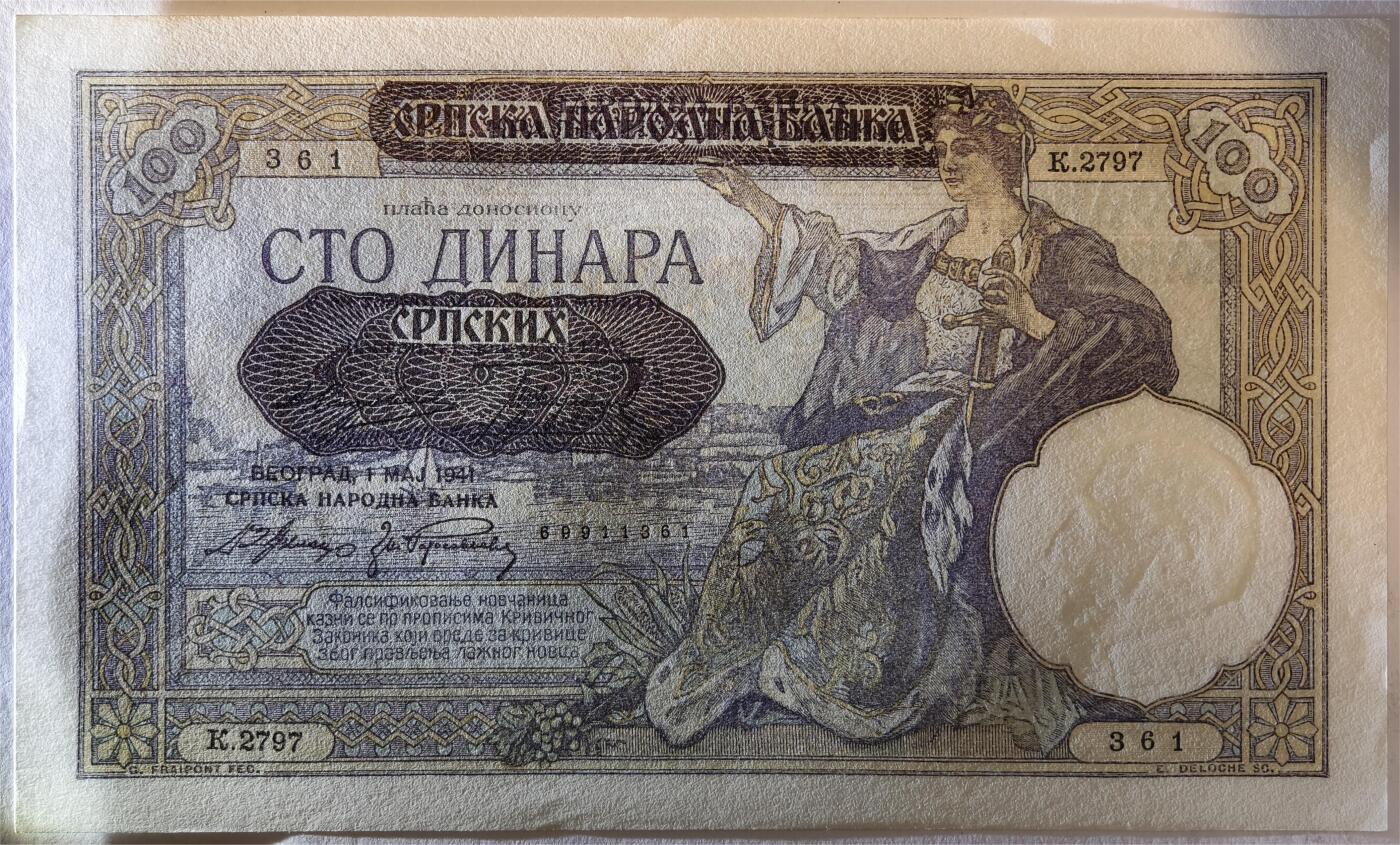 100
СРПСКА НАРОДНА БАНКА
100
361
К.2797
плаћа доносиоцу
СТО ДИНАРА
СРПСКИХ
БЕОГРАД, 1 МАЈ 1941
СРПСКА НАРОДНА БАНКА
69911361
Фалсификовање новчаница
казни се по прописима Кривичног
Законика који вреде за кривице
због прављења лажног новца
К.2797
361
G. FRAIPONT FEC.
E. DELOCHE SC.